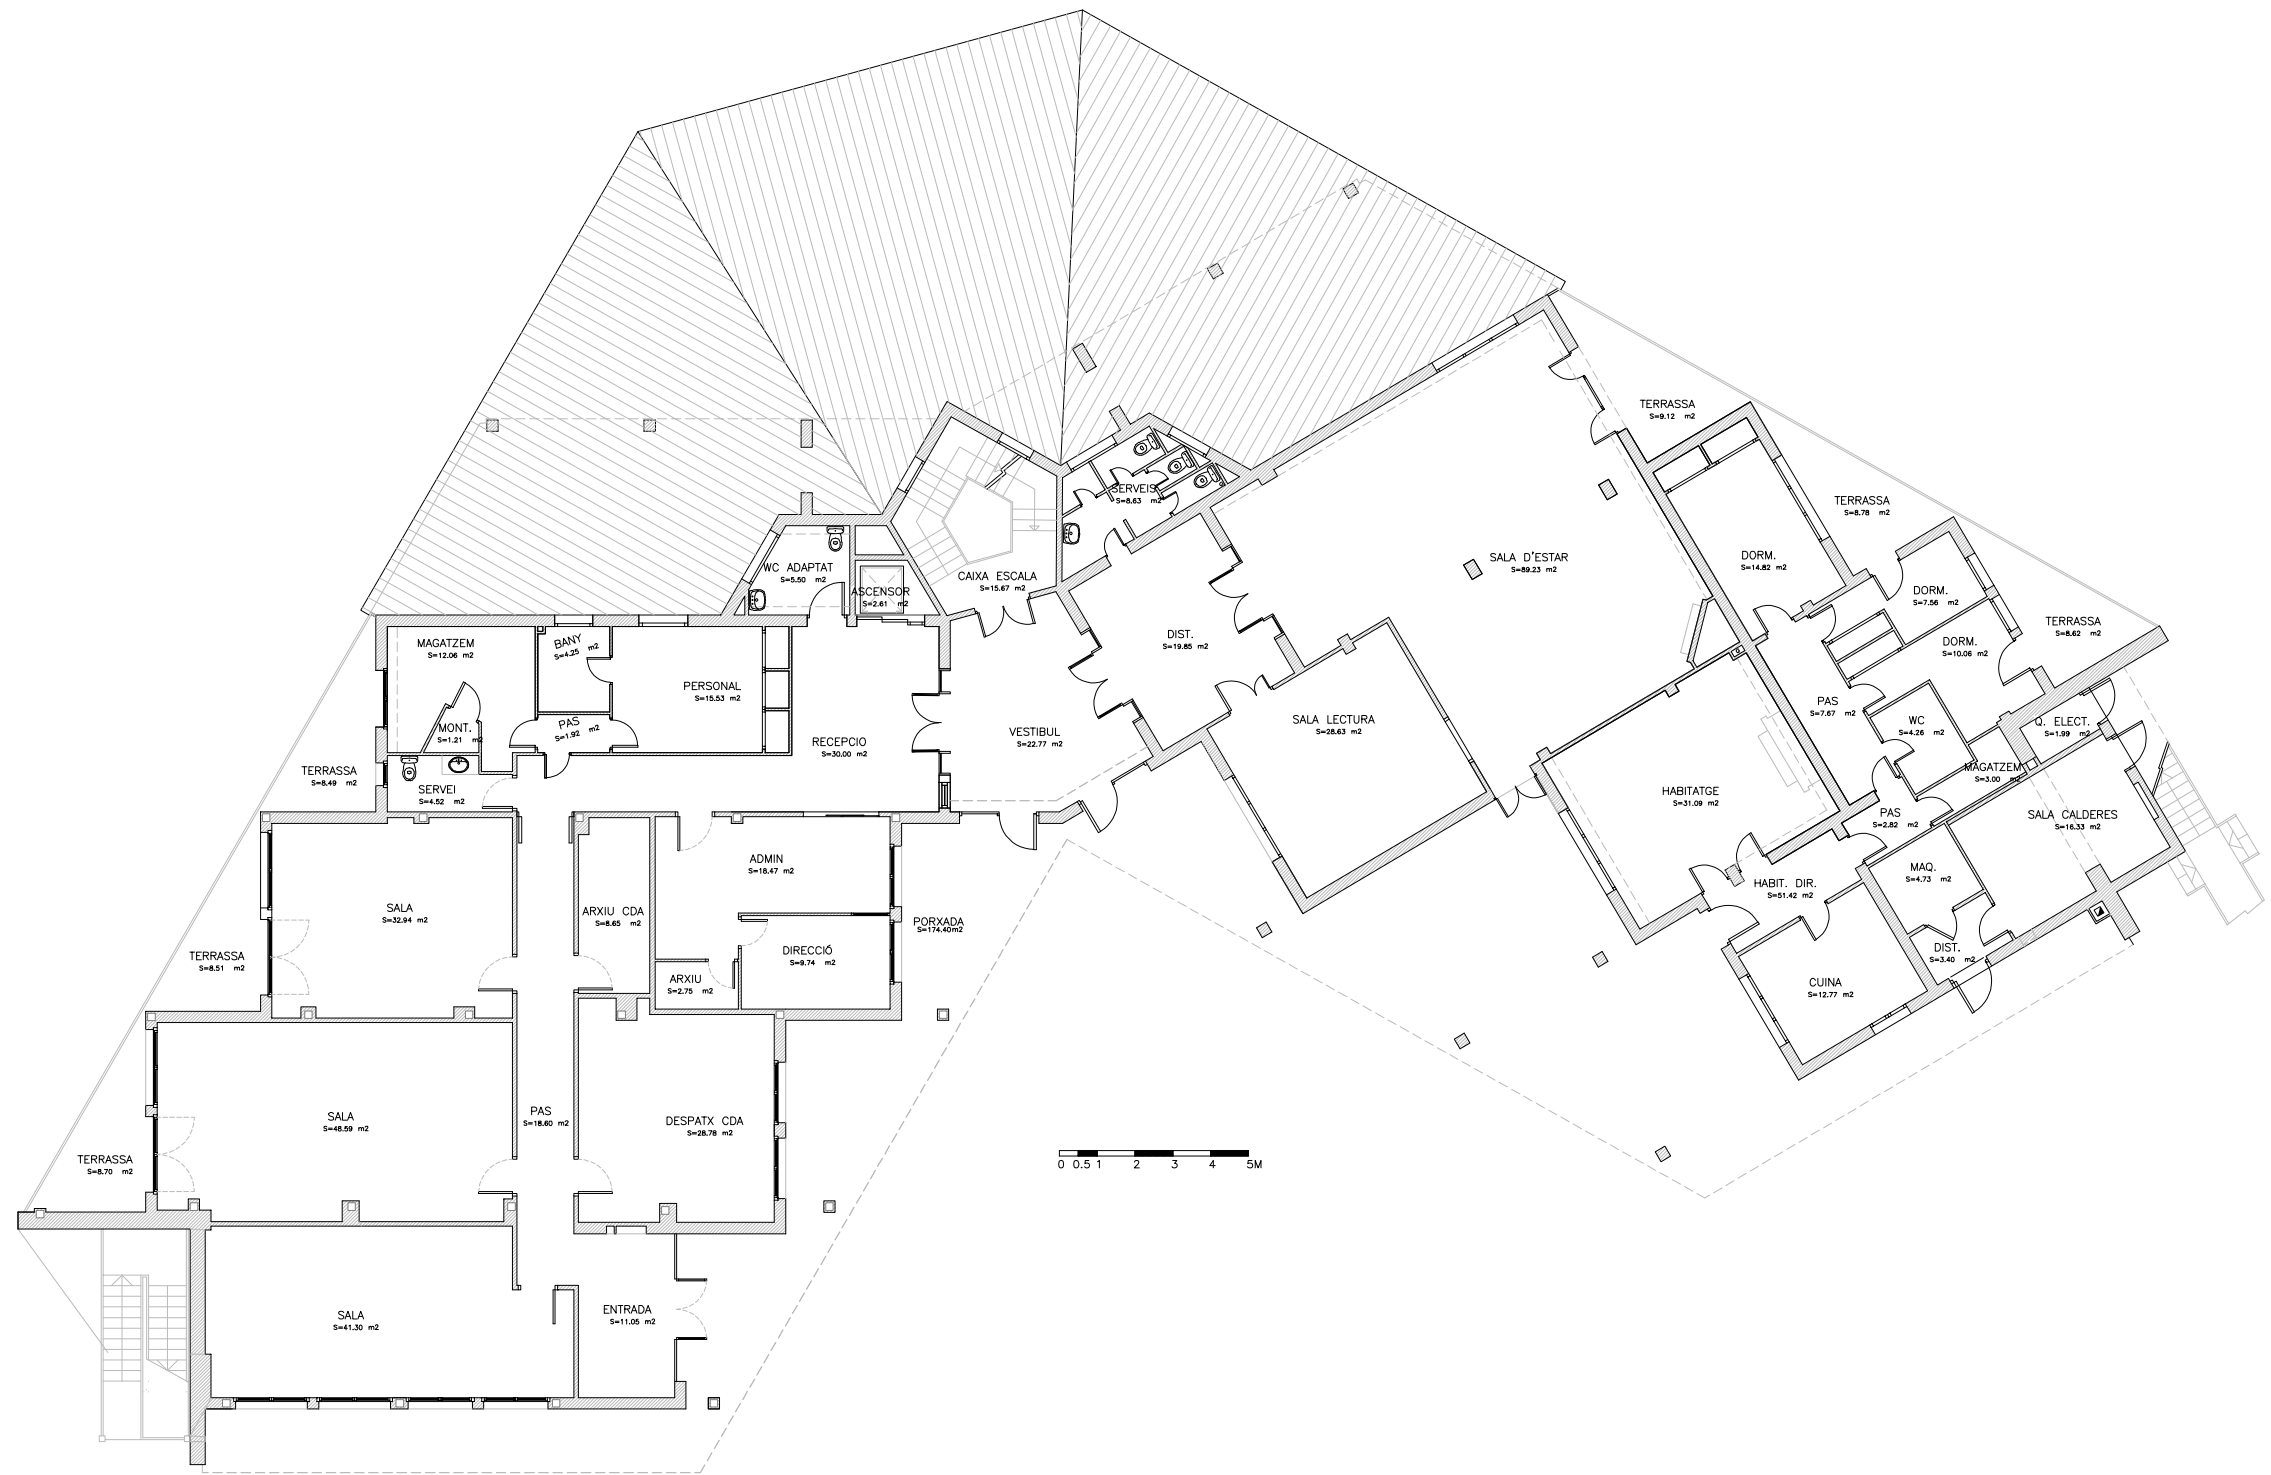 TERRASSA
S=9.12 m2
TERRASSA
S=8.78 m2
SERVEIS
S=8.63 m2
SALA D'ESTAR
S=89.23 m2
DORM.
S=14.82 m2
WC ADAPTAT
S=5.50 m2
CAIXA ESCALA
S=15.67 m2
ASCENSOR
S=2.61 m2
DORM.
S=7.56 m2
TERRASSA
S=8.62 m2
MAGATZEM
S=12.06 m2
BANY
S=4.25 m2
DIST.
S=19.85 m2
DORM.
S=10.06 m2
PERSONAL
S=15.53 m2
PAS
S=7.67 m2
MONT.
S=1.21 m2
PAS
S=1.92 m2
SALA LECTURA
S=28.63 m2
WC
S=4.26 m2
Q. ELECT.
S=1.99 m2
VESTIBUL
S=22.77 m2
RECEPCIO
S=30.00 m2
TERRASSA
S=8.49 m2
MAGATZEM
S=3.00 m2
SERVEI
S=4.52 m2
HABITATGE
S=31.09 m2
PAS
S=2.82 m2
SALA CALDERES
S=16.33 m2
ADMIN
S=18.47 m2
MAQ.
S=4.73 m2
HABIT. DIR.
S=51.42 m2
SALA
S=32.94 m2
ARXIU CDA
S=8.65 m2
PORXADA
S=174.40m2
DIRECCIÓ
S=9.74 m2
DIST.
S=3.40 m2
TERRASSA
S=8.51 m2
ARXIU
S=2.75 m2
CUINA
S=12.77 m2
SALA
S=48.59 m2
PAS
S=18.60 m2
DESPATX CDA
S=28.78 m2
TERRASSA
S=8.70 m2
0 0.5 1 2 3 4 5M
SALA
S=41.30 m2
ENTRADA
S=11.05 m2